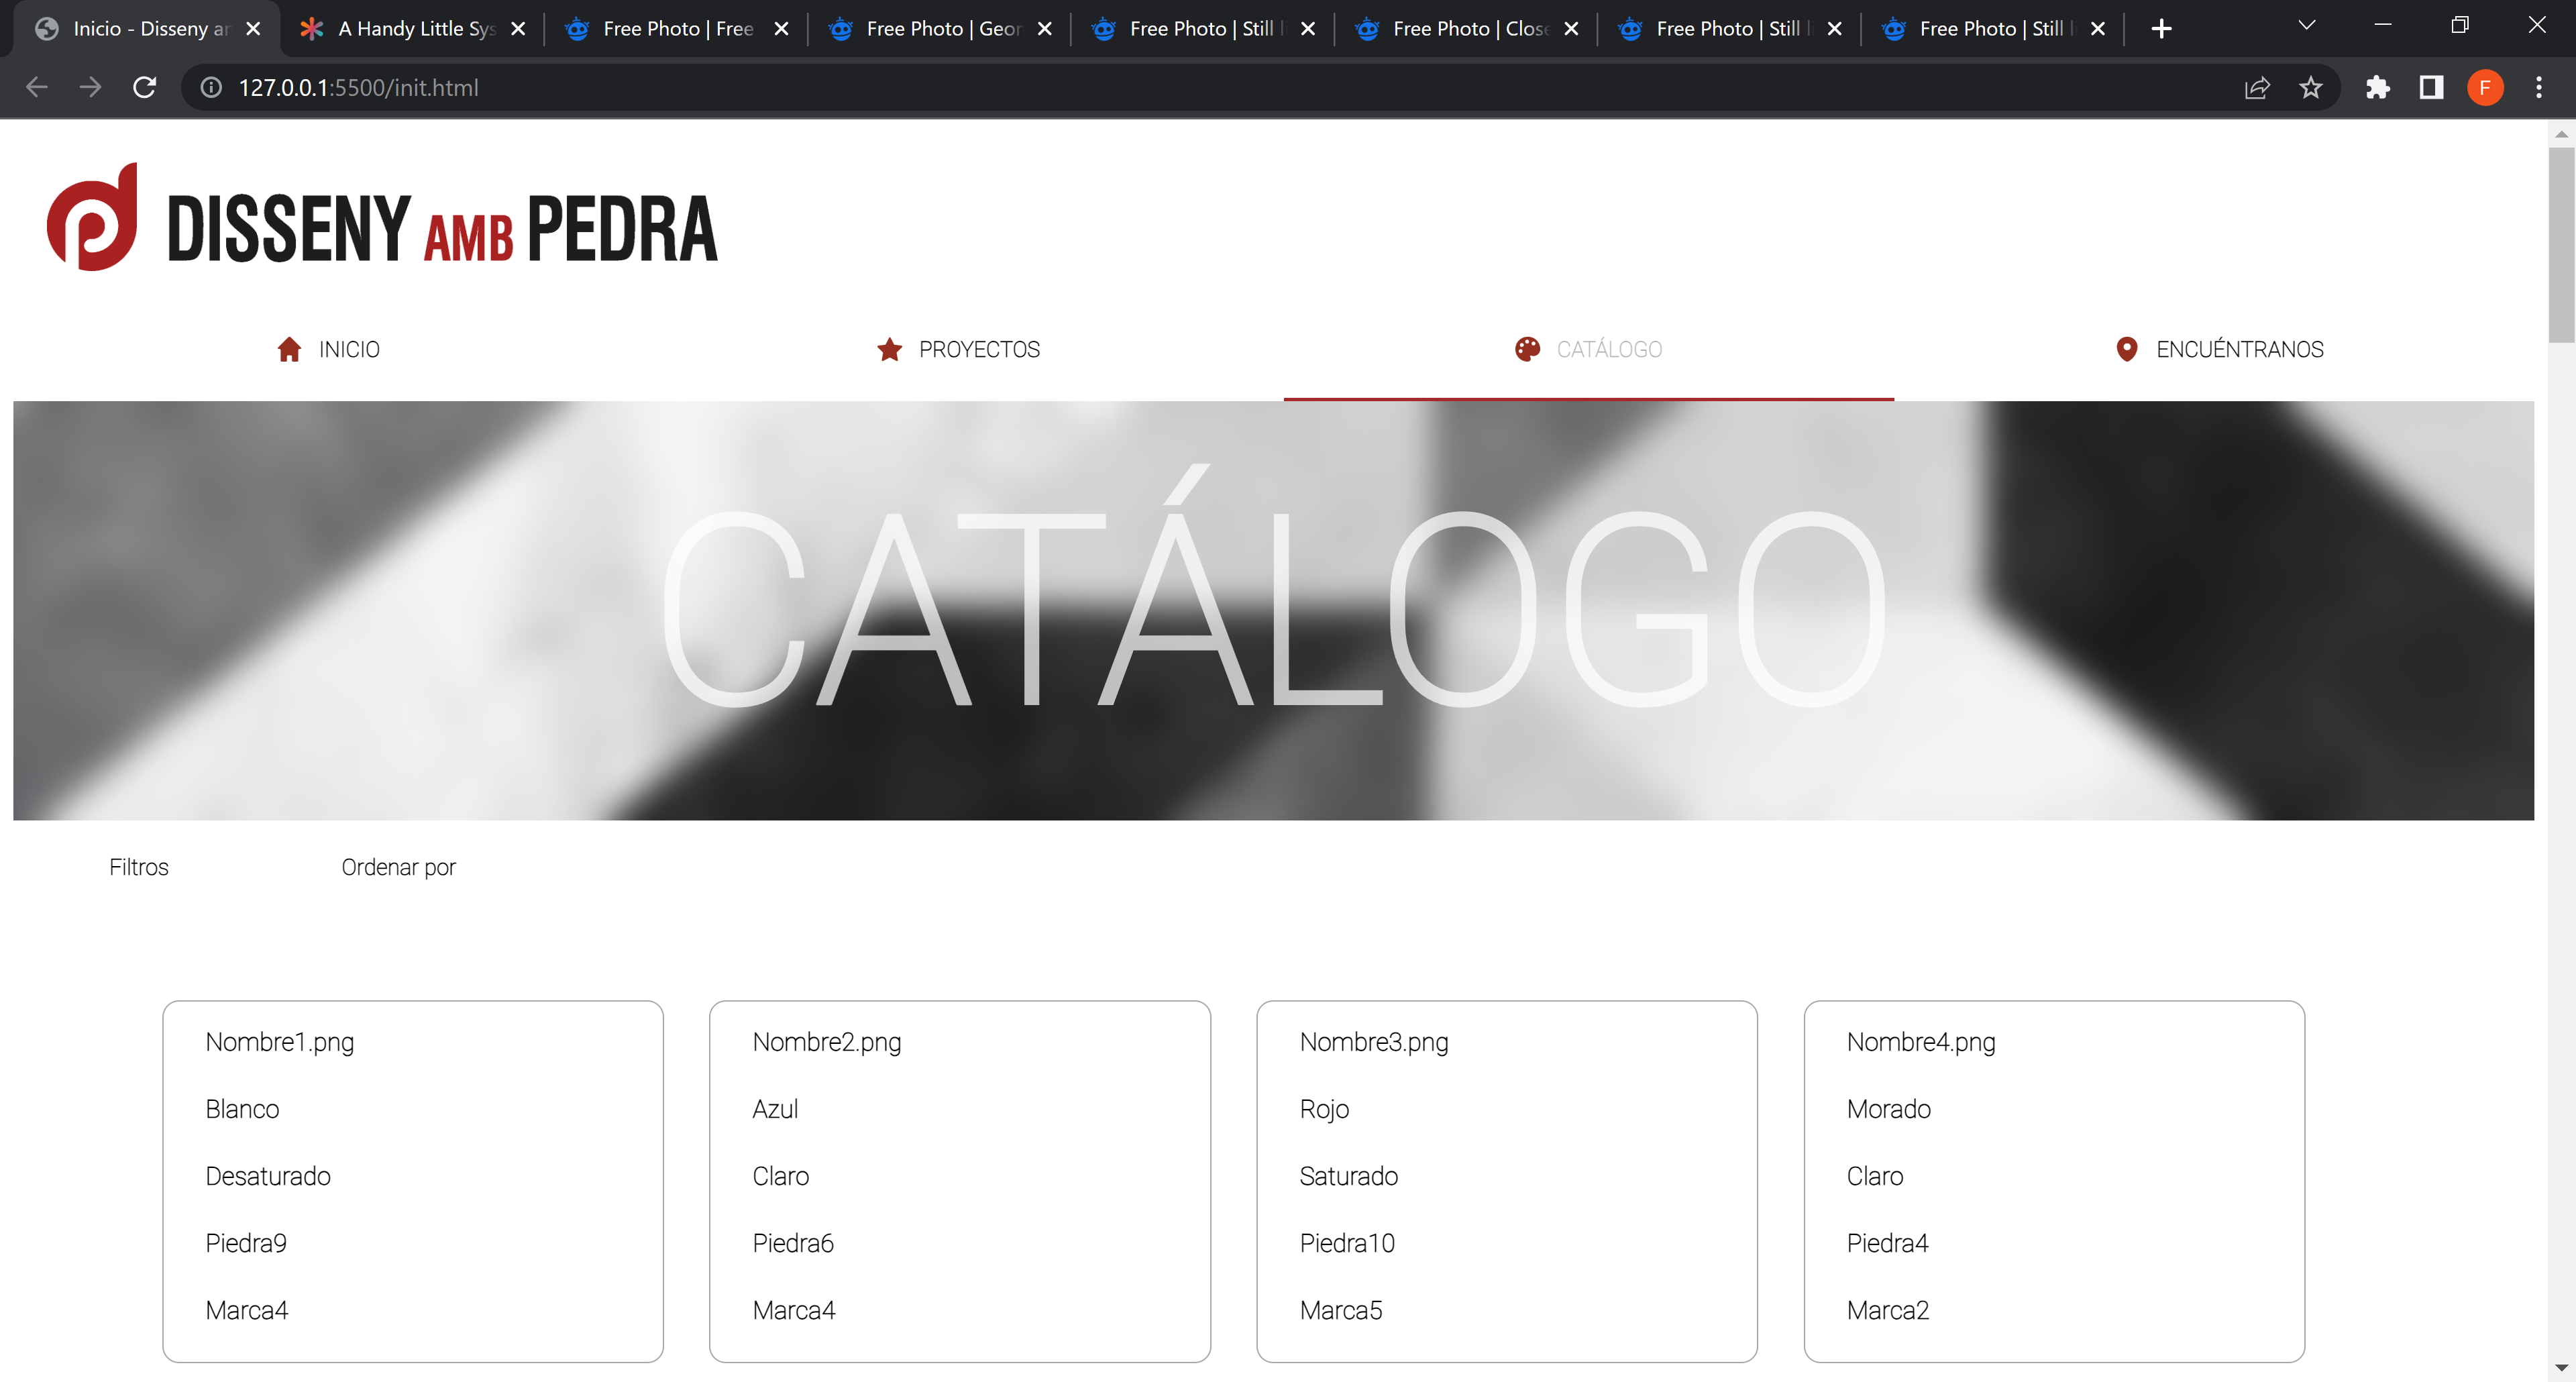 Inicio - Disseny ar
A Handy Little Sys
Free Photo | Free
Free Photo | Geor
Free Photo | Still l
Free Photo | Close
Free Photo | Still l
Free Photo | Still l
127.0.0.1:5500/init.html
F
DISSENY AMB PEDRA
INICIO
PROYECTOS
CATÁLOGO
ENCUÉNTRANOS
CATÁLOGO
Filtros
Ordenar por
Nombre1.png
Blanco
Desaturado
Piedra9
Marca4
Nombre2.png
Azul
Claro
Piedra6
Marca4
Nombre3.png
Rojo
Saturado
Piedra10
Marca5
Nombre4.png
Morado
Claro
Piedra4
Marca2